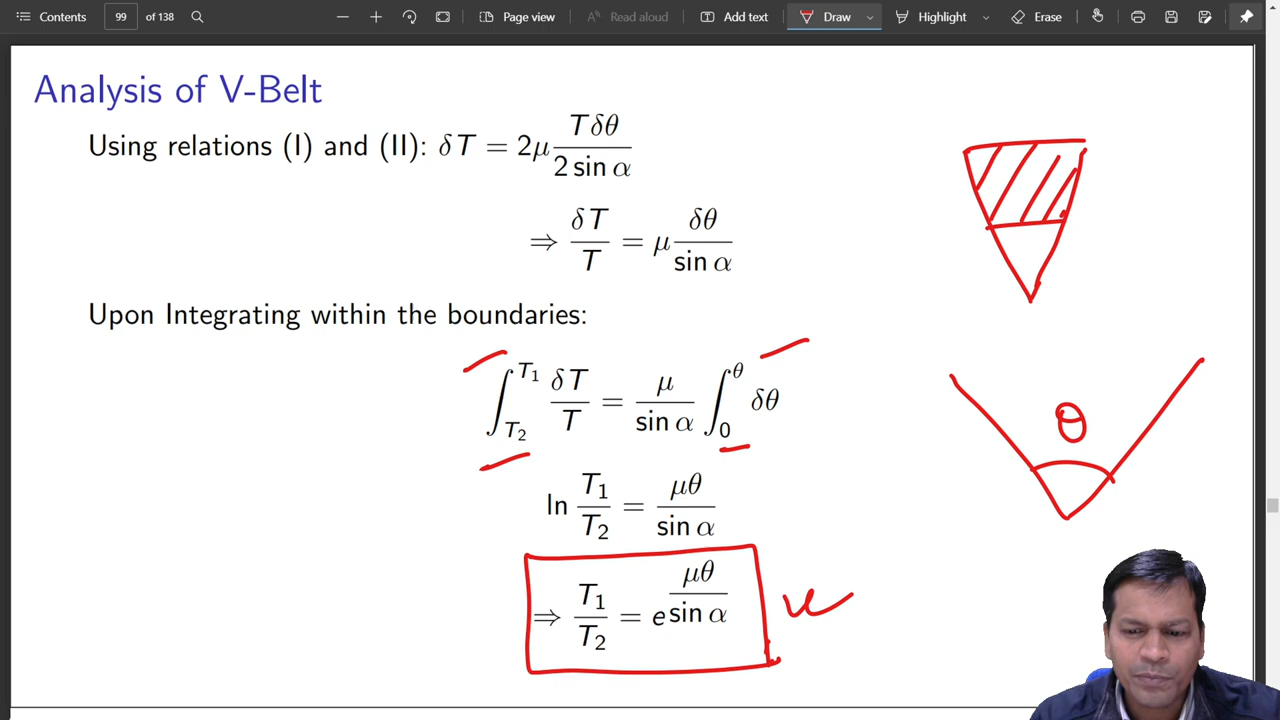 Contents 99 of 138 Page view Read aloud Add text Draw Highlight Erase
Analysis of V-Belt
Using relations (I) and (II): δT = 2μ Tδθ / 2 sin α
⇒ δT / T = μ δθ / sin α
Upon Integrating within the boundaries:
∫_{T₂}^{T₁} δT / T = μ / sin α ∫_0^θ δθ
ln T₁ / T₂ = μθ / sin α
⇒ T₁ / T₂ = e^{μθ / sin α}
θ